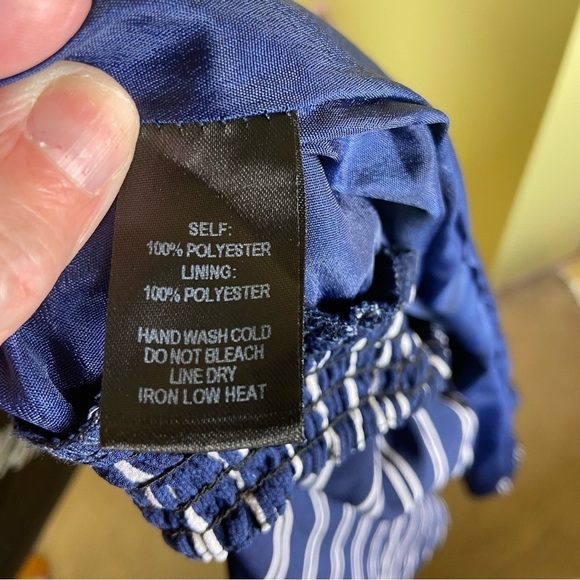 SELF:
100% POLYESTER
LINING:
100% POLYESTER
HAND WASH COLD
DO NOT BLEACH
LINE DRY
IRON LOW HEAT